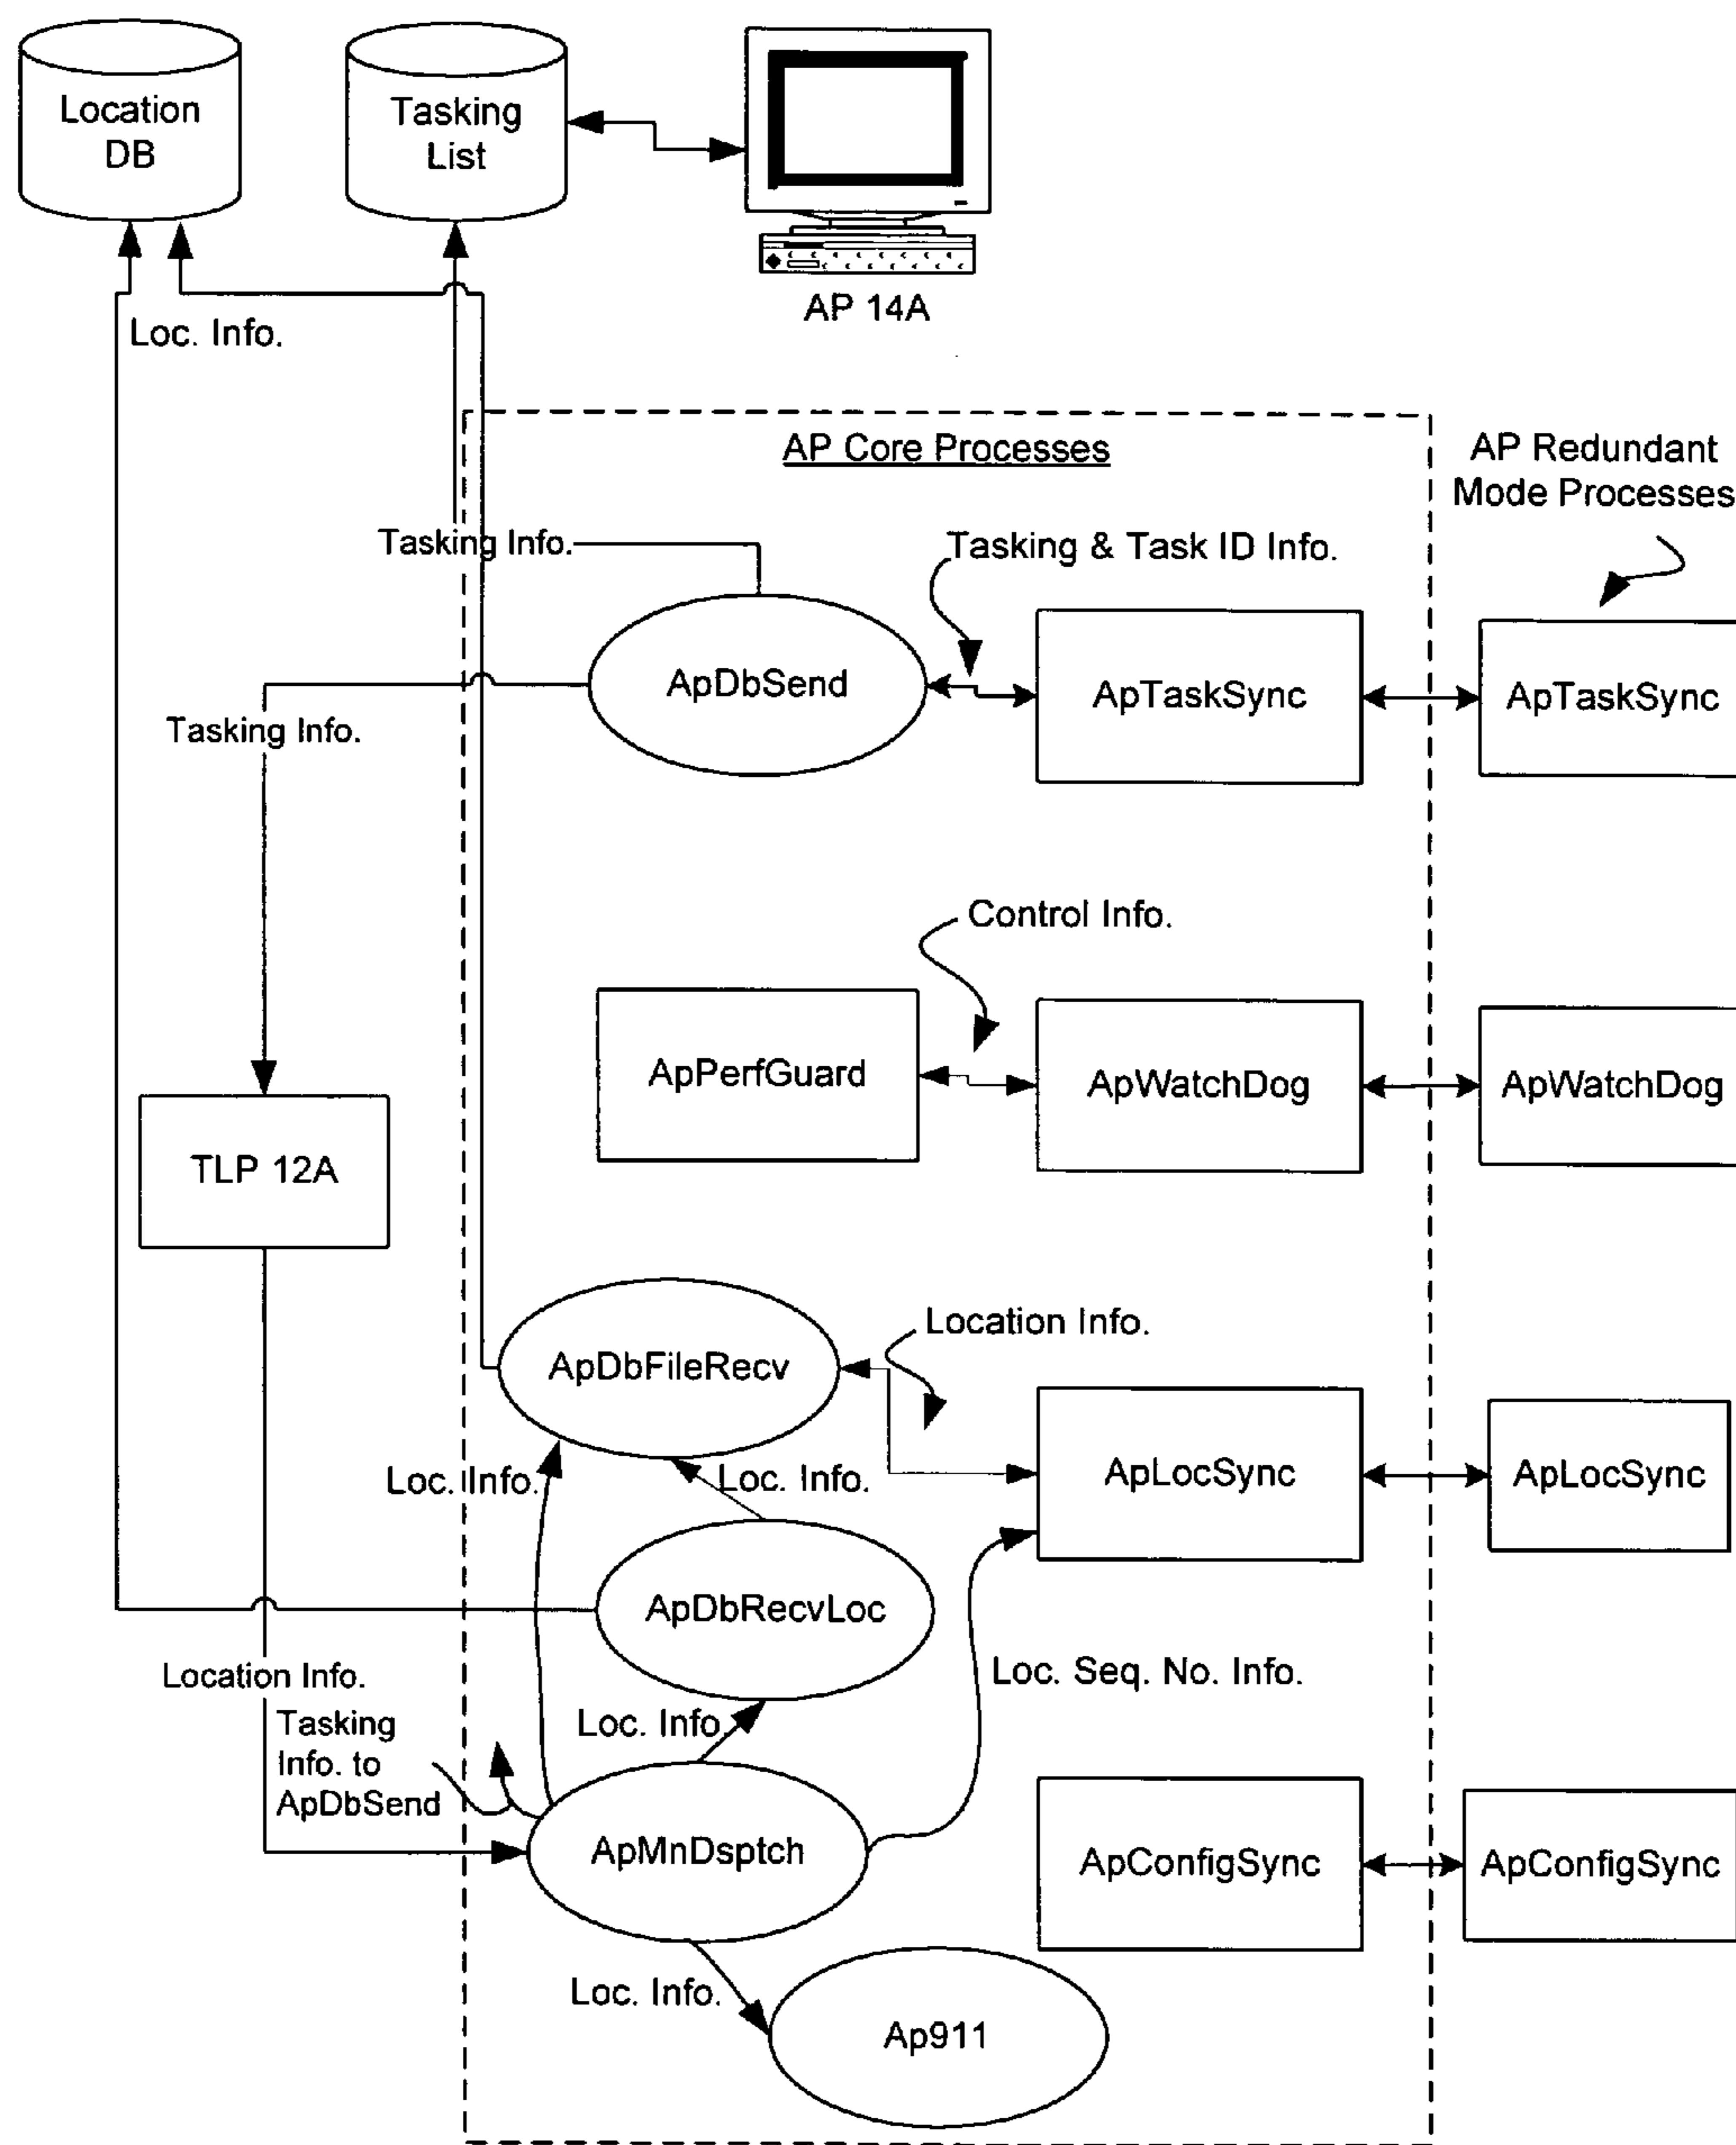 Location
DB
Tasking
List
AP 14A
Loc. Info.
AP Core Processes
AP Redundant
Mode Processes
Tasking Info.
Tasking & Task ID Info.
ApDbSend
ApTaskSync
ApTaskSync
Tasking Info.
Control Info.
ApPerfGuard
ApWatchDog
ApWatchDog
TLP 12A
Location Info.
ApDbFileRecv
ApLocSync
ApLocSync
Loc. Info.
Loc. Info.
ApDbRecvLoc
Location Info.
Loc. Seq. No. Info.
Tasking
Info. to
ApDbSend
Loc. Info.
ApMnDsptch
ApConfigSync
ApConfigSync
Loc. Info.
Ap911